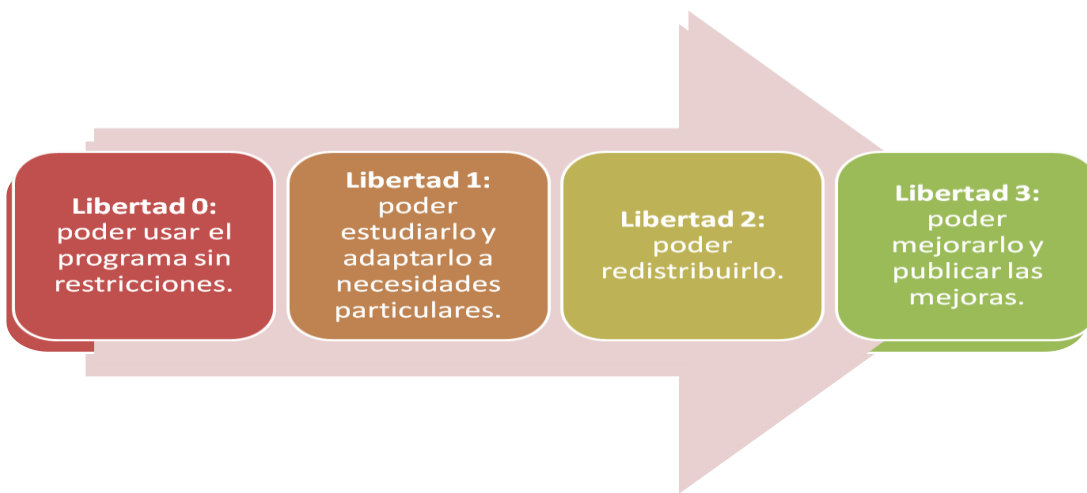 Libertad 0:
poder usar el
programa sin
restricciones.
Libertad 1:
poder
estudiarlo y
adaptarlo a
necesidades
particulares.
Libertad 2:
poder
redistribuirlo.
Libertad 3:
poder
mejorarlo y
publicar las
mejoras.